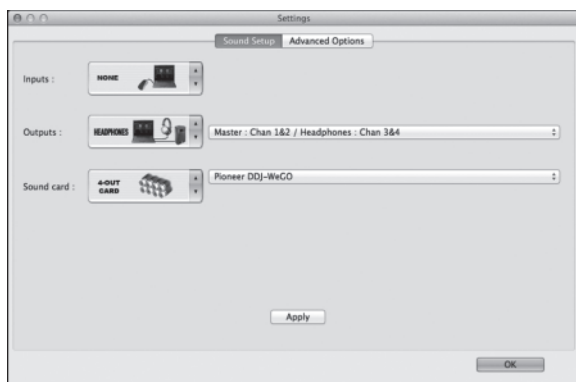 Settings
Sound Setup Advanced Options
Inputs : NONE
Outputs : HEADPHONES Master : Chan 1&2 / Headphones : Chan 3&4
Sound card : 4-OUT CARD Pioneer DDJ-WeGO
Apply
OK